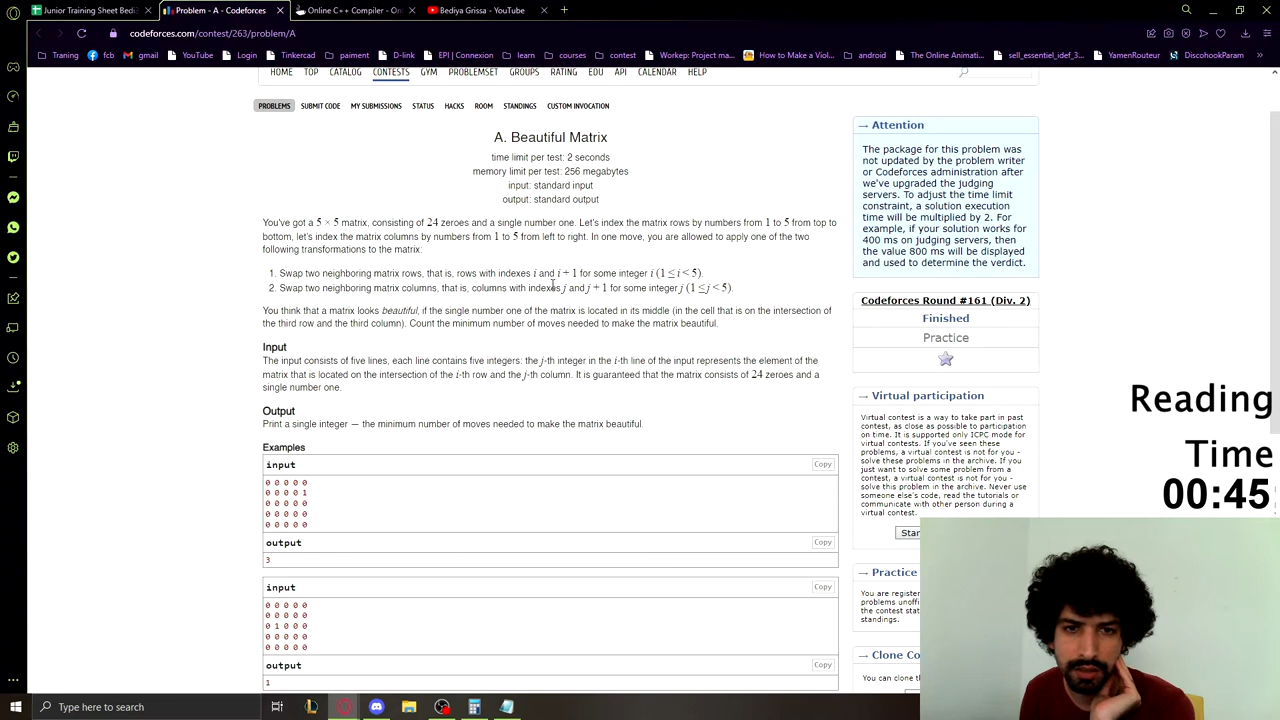 Junior Training Sheet Bedi
Problem - A - Codeforces
Online C++ Compiler - On
Bediya Grissa - YouTube
codeforces.com/contest/263/problem/A
Traning
fcb
gmail
YouTube
Login
Tinkercad
paiment
D-link
EPI | Connexion
learn
courses
contest
Workep: Project ma...
How to Make a Viol...
android
The Online Animati...
sell_essentiel_idef_3...
YamenRouteur
DiscohookParam
HOME TOP CATALOG CONTESTS GYM PROBLEMSET GROUPS RATING EDU API CALENDAR HELP
PROBLEMS SUBMIT CODE MY SUBMISSIONS STATUS HACKS ROOM STANDINGS CUSTOM INVOCATION
A. Beautiful Matrix
time limit per test: 2 seconds
memory limit per test: 256 megabytes
input: standard input
output: standard output
You've got a 5 × 5 matrix, consisting of 24 zeroes and a single number one. Let's index the matrix rows by numbers from 1 to 5 from top to
bottom, let's index the matrix columns by numbers from 1 to 5 from left to right. In one move, you are allowed to apply one of the two
following transformations to the matrix:
1. Swap two neighboring matrix rows, that is, rows with indexes i and i + 1 for some integer i (1 ≤ i < 5).
2. Swap two neighboring matrix columns, that is, columns with indexes j and j + 1 for some integer j (1 ≤ j < 5).
You think that a matrix looks beautiful, if the single number one of the matrix is located in its middle (in the cell that is on the intersection of
the third row and the third column). Count the minimum number of moves needed to make the matrix beautiful.
Input
The input consists of five lines, each line contains five integers: the j-th integer in the i-th line of the input represents the element of the
matrix that is located on the intersection of the i-th row and the j-th column. It is guaranteed that the matrix consists of 24 zeroes and a
single number one.
Output
Print a single integer — the minimum number of moves needed to make the matrix beautiful.
Examples
input
Copy
0 0 0 0 0
0 0 0 0 1
0 0 0 0 0
0 0 0 0 0
0 0 0 0 0
output
Copy
3
input
Copy
0 0 0 0 0
0 0 0 0 0
0 1 0 0 0
0 0 0 0 0
0 0 0 0 0
output
Copy
1
→ Attention
The package for this problem was
not updated by the problem writer
or Codeforces administration after
we've upgraded the judging
servers. To adjust the time limit
constraint, a solution execution
time will be multiplied by 2. For
example, if your solution works for
400 ms on judging servers, then
the value 800 ms will be displayed
and used to determine the verdict.
Codeforces Round #161 (Div. 2)
Finished
Practice
→ Virtual participation
Virtual contest is a way to take part in past
contest, as close as possible to participation
on time. It is supported only ICPC mode for
virtual contests. If you've seen these
problems, a virtual contest is not for you -
solve these problems in the archive. If you
just want to solve some problem from a
contest, a virtual contest is not for you -
solve this problem in the archive. Never use
someone else's code, read the tutorials or
communicate with other person during a
virtual contest.
Star
→ Practice
You are register
problems unoffi
the contest stat
standings.
→ Clone Co
You can clone th
Reading
Time
00:45
Type here to search